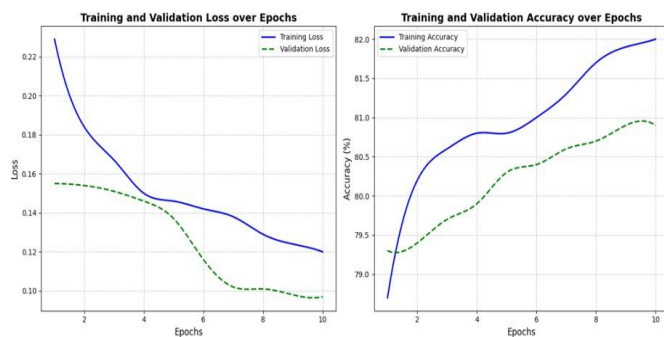 Training and Validation Loss over Epochs
Training Loss
Validation Loss
0.22
0.20
0.18
0.16
0.14
0.12
0.10
Loss
2 4 6 8 10
Epochs
Training and Validation Accuracy over Epochs
Training Accuracy
Validation Accuracy
82.0
81.5
81.0
80.5
80.0
79.5
79.0
Accuracy (%)
2 4 6 8 10
Epochs